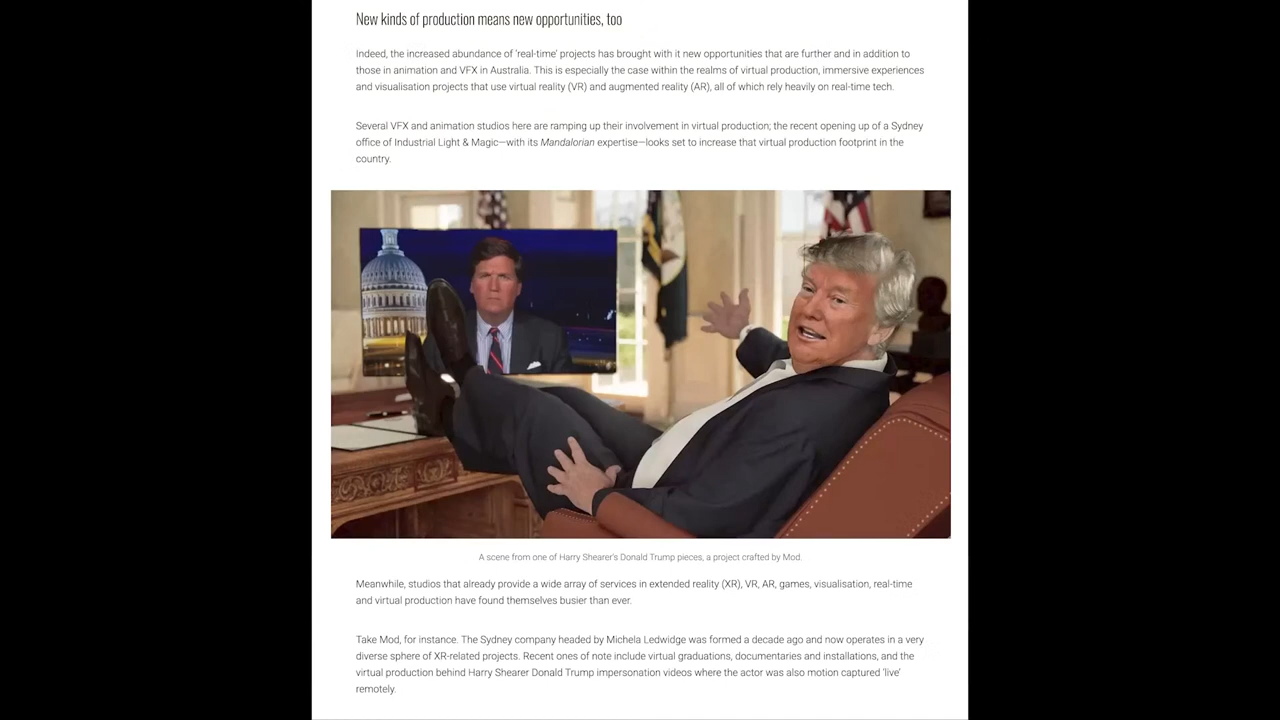 New kinds of production means new opportunities, too
Indeed, the increased abundance of 'real-time' projects has brought with it new opportunities that are further and in addition to
those in animation and VFX in Australia. This is especially the case within the realms of virtual production, immersive experiences
and visualisation projects that use virtual reality (VR) and augmented reality (AR), all of which rely heavily on real-time tech.
Several VFX and animation studios here are ramping up their involvement in virtual production; the recent opening up of a Sydney
office of Industrial Light & Magic—with its Mandalorian expertise—looks set to increase that virtual production footprint in the
country.
A scene from one of Harry Shearer's Donald Trump pieces, a project crafted by Mod.
Meanwhile, studios that already provide a wide array of services in extended reality (XR), VR, AR, games, visualisation, real-time
and virtual production have found themselves busier than ever.
Take Mod, for instance. The Sydney company headed by Michela Ledwidge was formed a decade ago and now operates in a very
diverse sphere of XR-related projects. Recent ones of note include virtual graduations, documentaries and installations, and the
virtual production behind Harry Shearer Donald Trump impersonation videos where the actor was also motion captured 'live'
remotely.